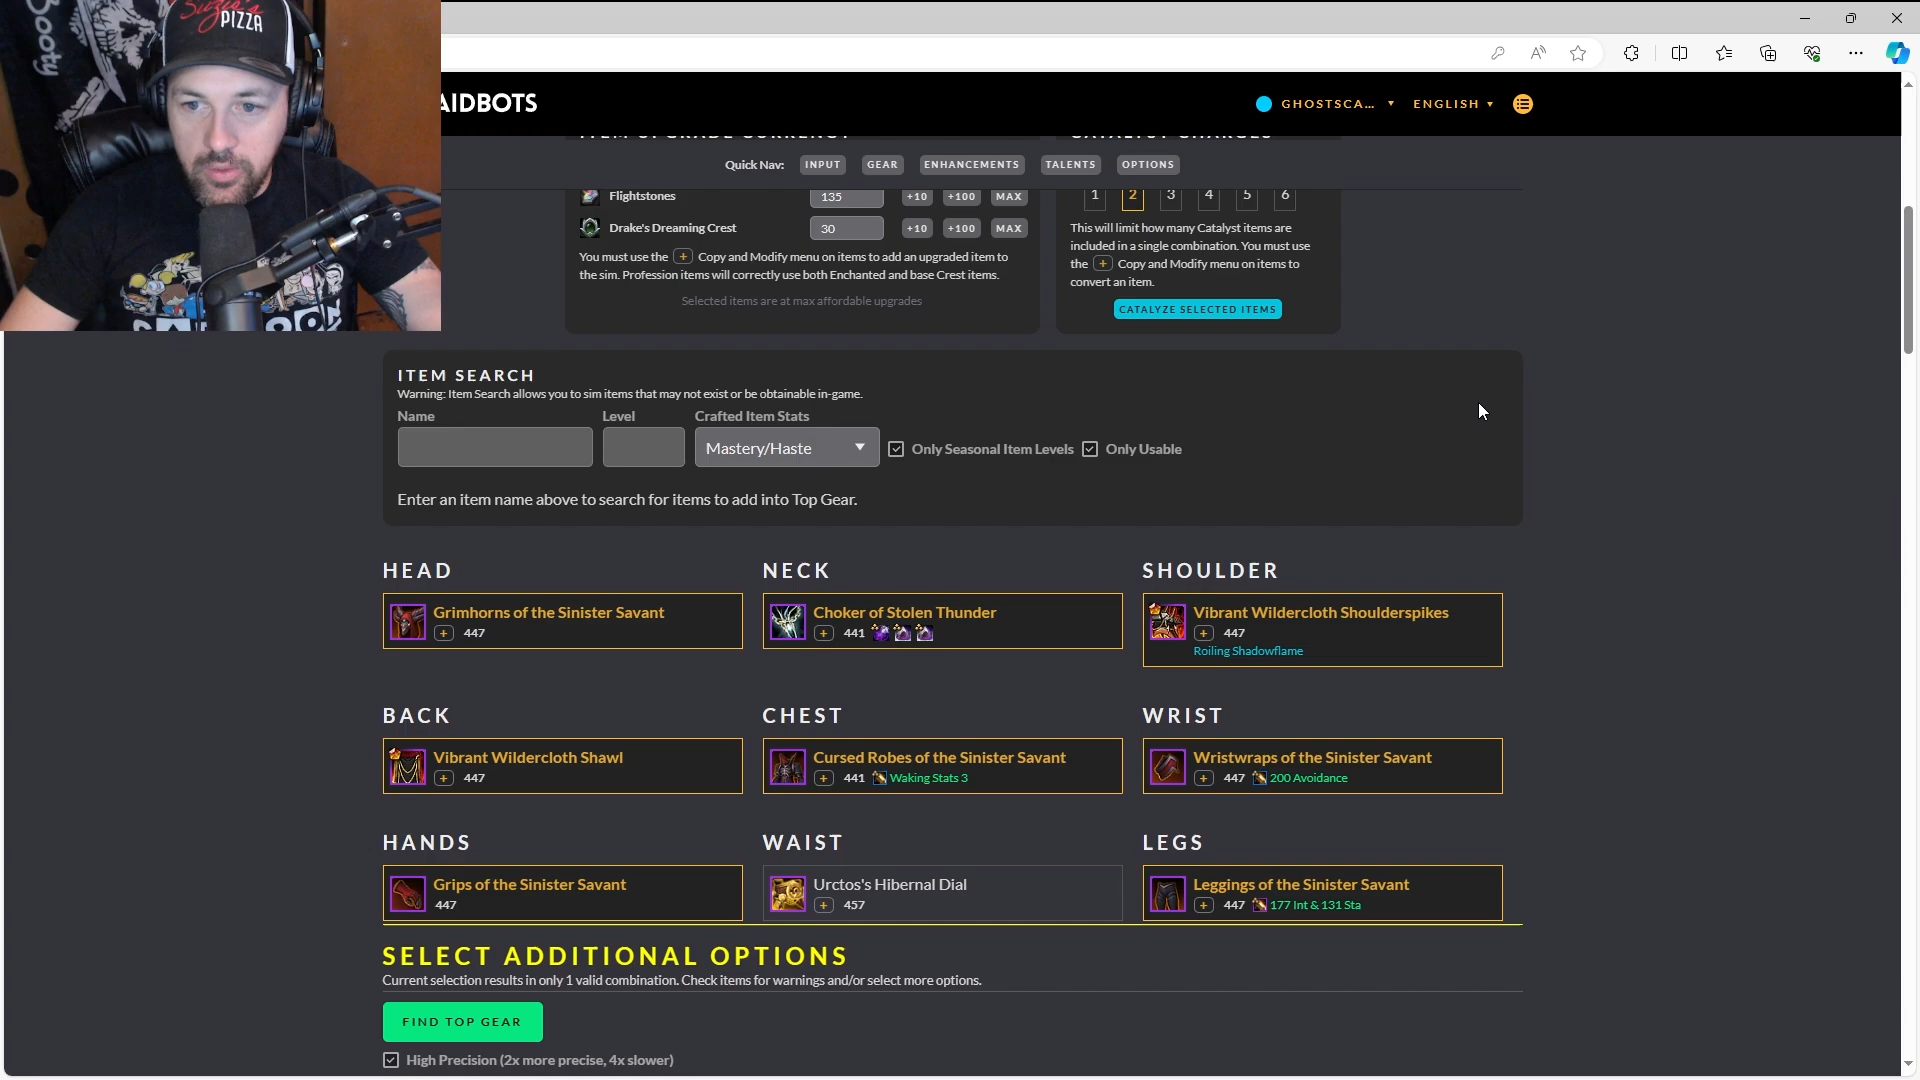 Booty
Suzie's
PIZZA
AIDBOTS
GHOSTSCA...
ENGLISH
Quick Nav:
INPUT
GEAR
ENHANCEMENTS
TALENTS
OPTIONS
ITEM UPGRADE CURRENCY
Flightstones
135
+10
+100
MAX
Drake's Dreaming Crest
30
+10
+100
MAX
You must use the + Copy and Modify menu on items to add an upgraded item to
the sim. Profession items will correctly use both Enchanted and base Crest items.
Selected items are at max affordable upgrades
CATALYST CHARGES
1 2 3 4 5 6
This will limit how many Catalyst items are
included in a single combination. You must use
the + Copy and Modify menu on items to
convert an item.
CATALYZE SELECTED ITEMS
ITEM SEARCH
Warning: Item Search allows you to sim items that may not exist or be obtainable in-game.
Name
Level
Crafted Item Stats
Mastery/Haste
Only Seasonal Item Levels
Only Usable
Enter an item name above to search for items to add into Top Gear.
HEAD
Grimhorns of the Sinister Savant
+ 447
NECK
Choker of Stolen Thunder
+ 441
SHOULDER
Vibrant Wildercloth Shoulderspikes
+ 447
Roiling Shadowflame
BACK
Vibrant Wildercloth Shawl
+ 447
CHEST
Cursed Robes of the Sinister Savant
+ 441 Waking Stats 3
WRIST
Wristwraps of the Sinister Savant
+ 447 200 Avoidance
HANDS
Grips of the Sinister Savant
447
WAIST
Urctos's Hibernal Dial
+ 457
LEGS
Leggings of the Sinister Savant
+ 447 177 Int & 131 Sta
SELECT ADDITIONAL OPTIONS
Current selection results in only 1 valid combination. Check items for warnings and/or select more options.
FIND TOP GEAR
High Precision (2x more precise, 4x slower)